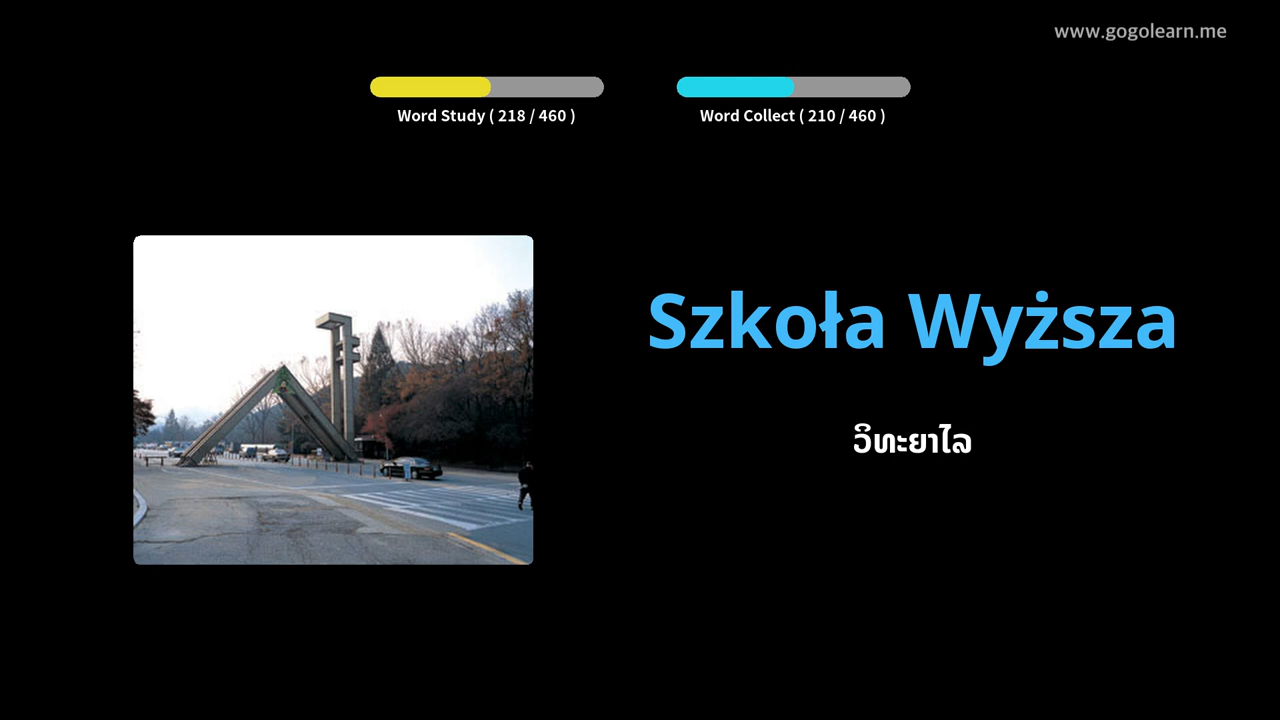 www.gogolearn.me
Word Study ( 218 / 460 )
Word Collect ( 210 / 460 )
Szkoła Wyższa
ວິທະຍາໄລ